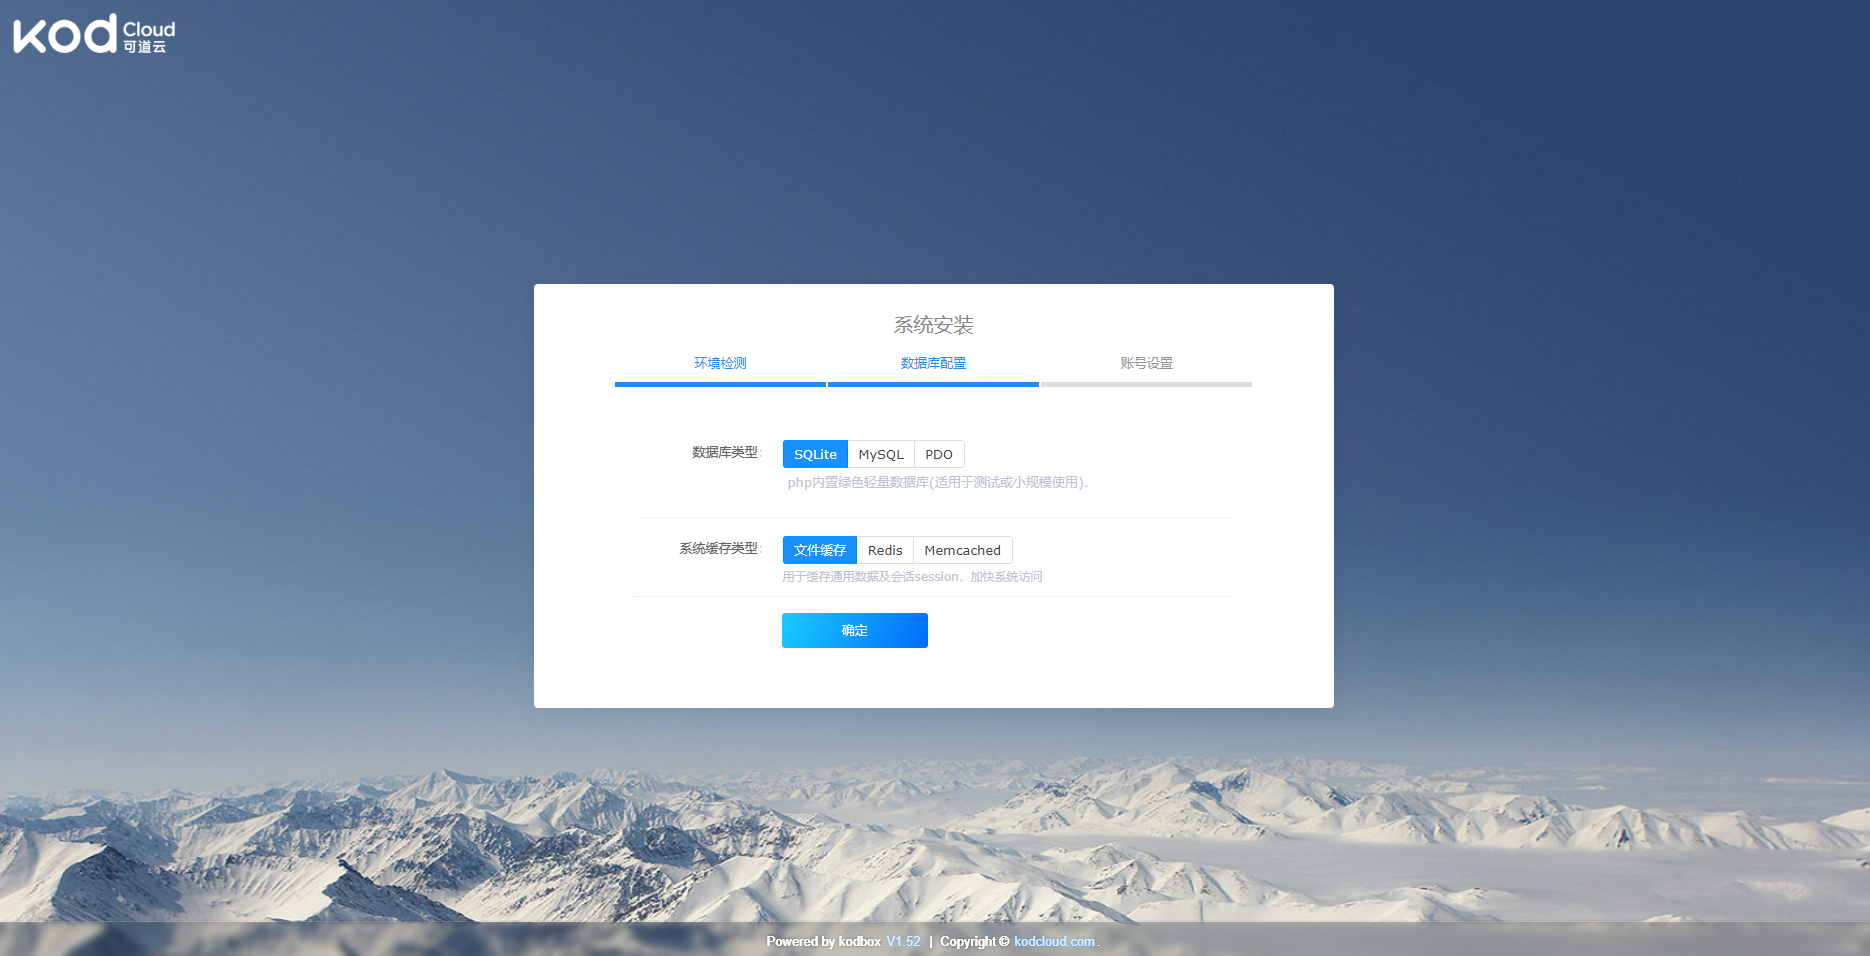 kod Cloud 可道云
系统安装
环境检测 数据库配置 账号设置
数据库类型: SQLite MySQL PDO
php内置绿色轻量数据库(适用于测试或小规模使用).
系统缓存类型: 文件缓存 Redis Memcached
用于缓存通用数据及会话session，加快系统访问
确定
Powered by kodbox V1.52 | Copyright © kodcloud.com.